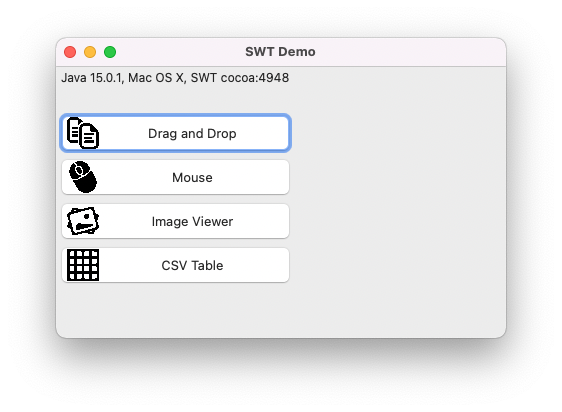 SWT Demo
Java 15.0.1, Mac OS X, SWT cocoa:4948
Drag and Drop
Mouse
Image Viewer
CSV Table